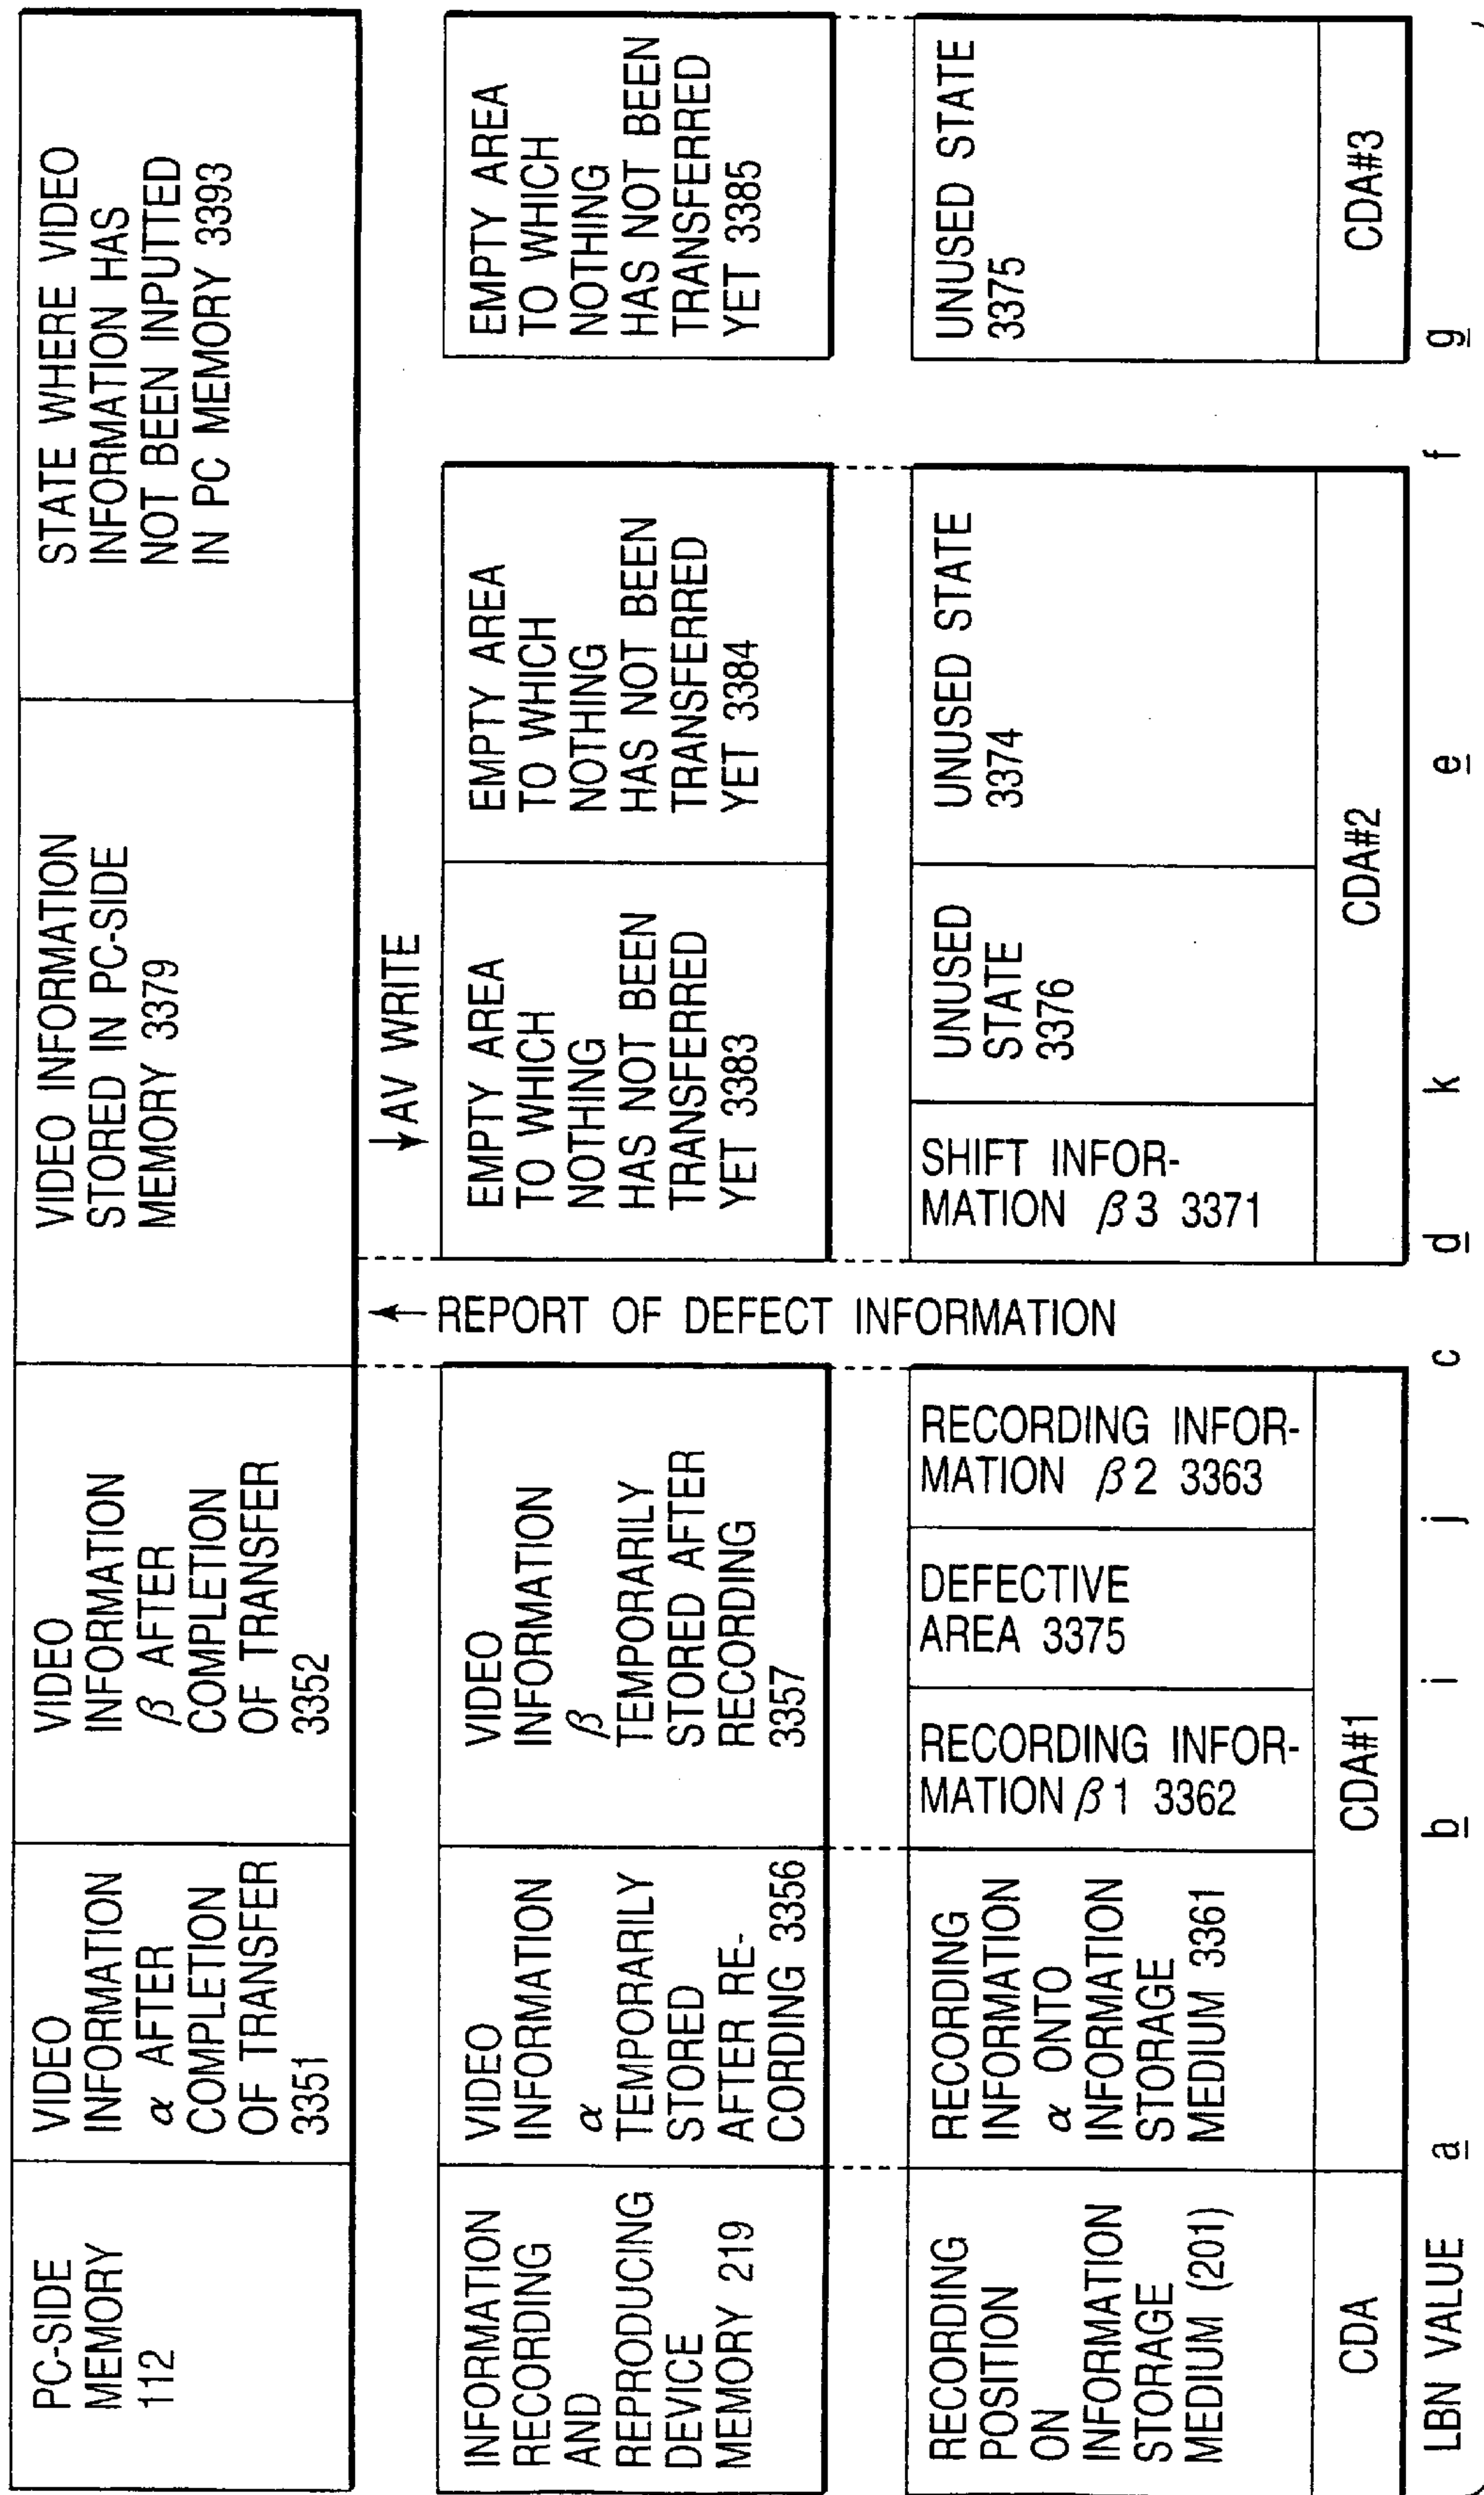 PC-SIDE
MEMORY
112
VIDEO
INFORMATION
α AFTER
COMPLETION
OF TRANSFER
3351
VIDEO
INFORMATION
β AFTER
COMPLETION
OF TRANSFER
3352
VIDEO INFORMATION
STORED IN PC-SIDE
MEMORY 3379
STATE WHERE VIDEO
INFORMATION HAS
NOT BEEN INPUTTED
IN PC MEMORY 3393
REPORT OF DEFECT INFORMATION
AV WRITE
INFORMATION
RECORDING
AND
REPRODUCING
DEVICE
MEMORY 219
VIDEO
INFORMATION
α
TEMPORARILY
STORED
AFTER RE-
CORDING 3356
VIDEO
INFORMATION
β
TEMPORARILY
STORED AFTER
RECORDING
3357
EMPTY AREA
TO WHICH
NOTHING
HAS NOT BEEN
TRANSFERRED
YET 3383
EMPTY AREA
TO WHICH
NOTHING
HAS NOT BEEN
TRANSFERRED
YET 3384
EMPTY AREA
TO WHICH
NOTHING
HAS NOT BEEN
TRANSFERRED
YET 3385
RECORDING
POSITION
ON
INFORMATION
STORAGE
MEDIUM (201)
RECORDING
INFORMATION
α ONTO
INFORMATION
STORAGE
MEDIUM 3361
RECORDING INFOR-
MATION β1 3362
DEFECTIVE
AREA 3375
RECORDING INFOR-
MATION β2 3363
SHIFT INFOR-
MATION β3 3371
UNUSED
STATE
3376
UNUSED STATE
3374
UNUSED STATE
3375
CDA CDA#1 CDA#2 CDA#3
LBN VALUE a b i j c d k e f g